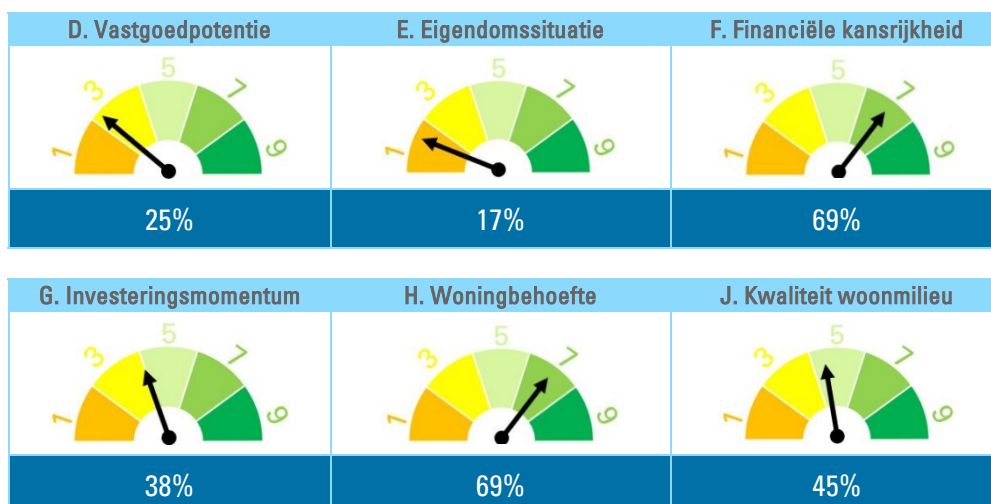 D. Vastgoedpotentie
E. Eigendomssituatie
F. Financiële kansrijkheid
1 3 5 7 9
1 3 5 7 9
1 3 5 7 9
25%
17%
69%
G. Investeringsmomentum
H. Woningbehoefte
J. Kwaliteit woonmilieu
1 3 5 7 9
1 3 5 7 9
1 3 5 7 9
38%
69%
45%